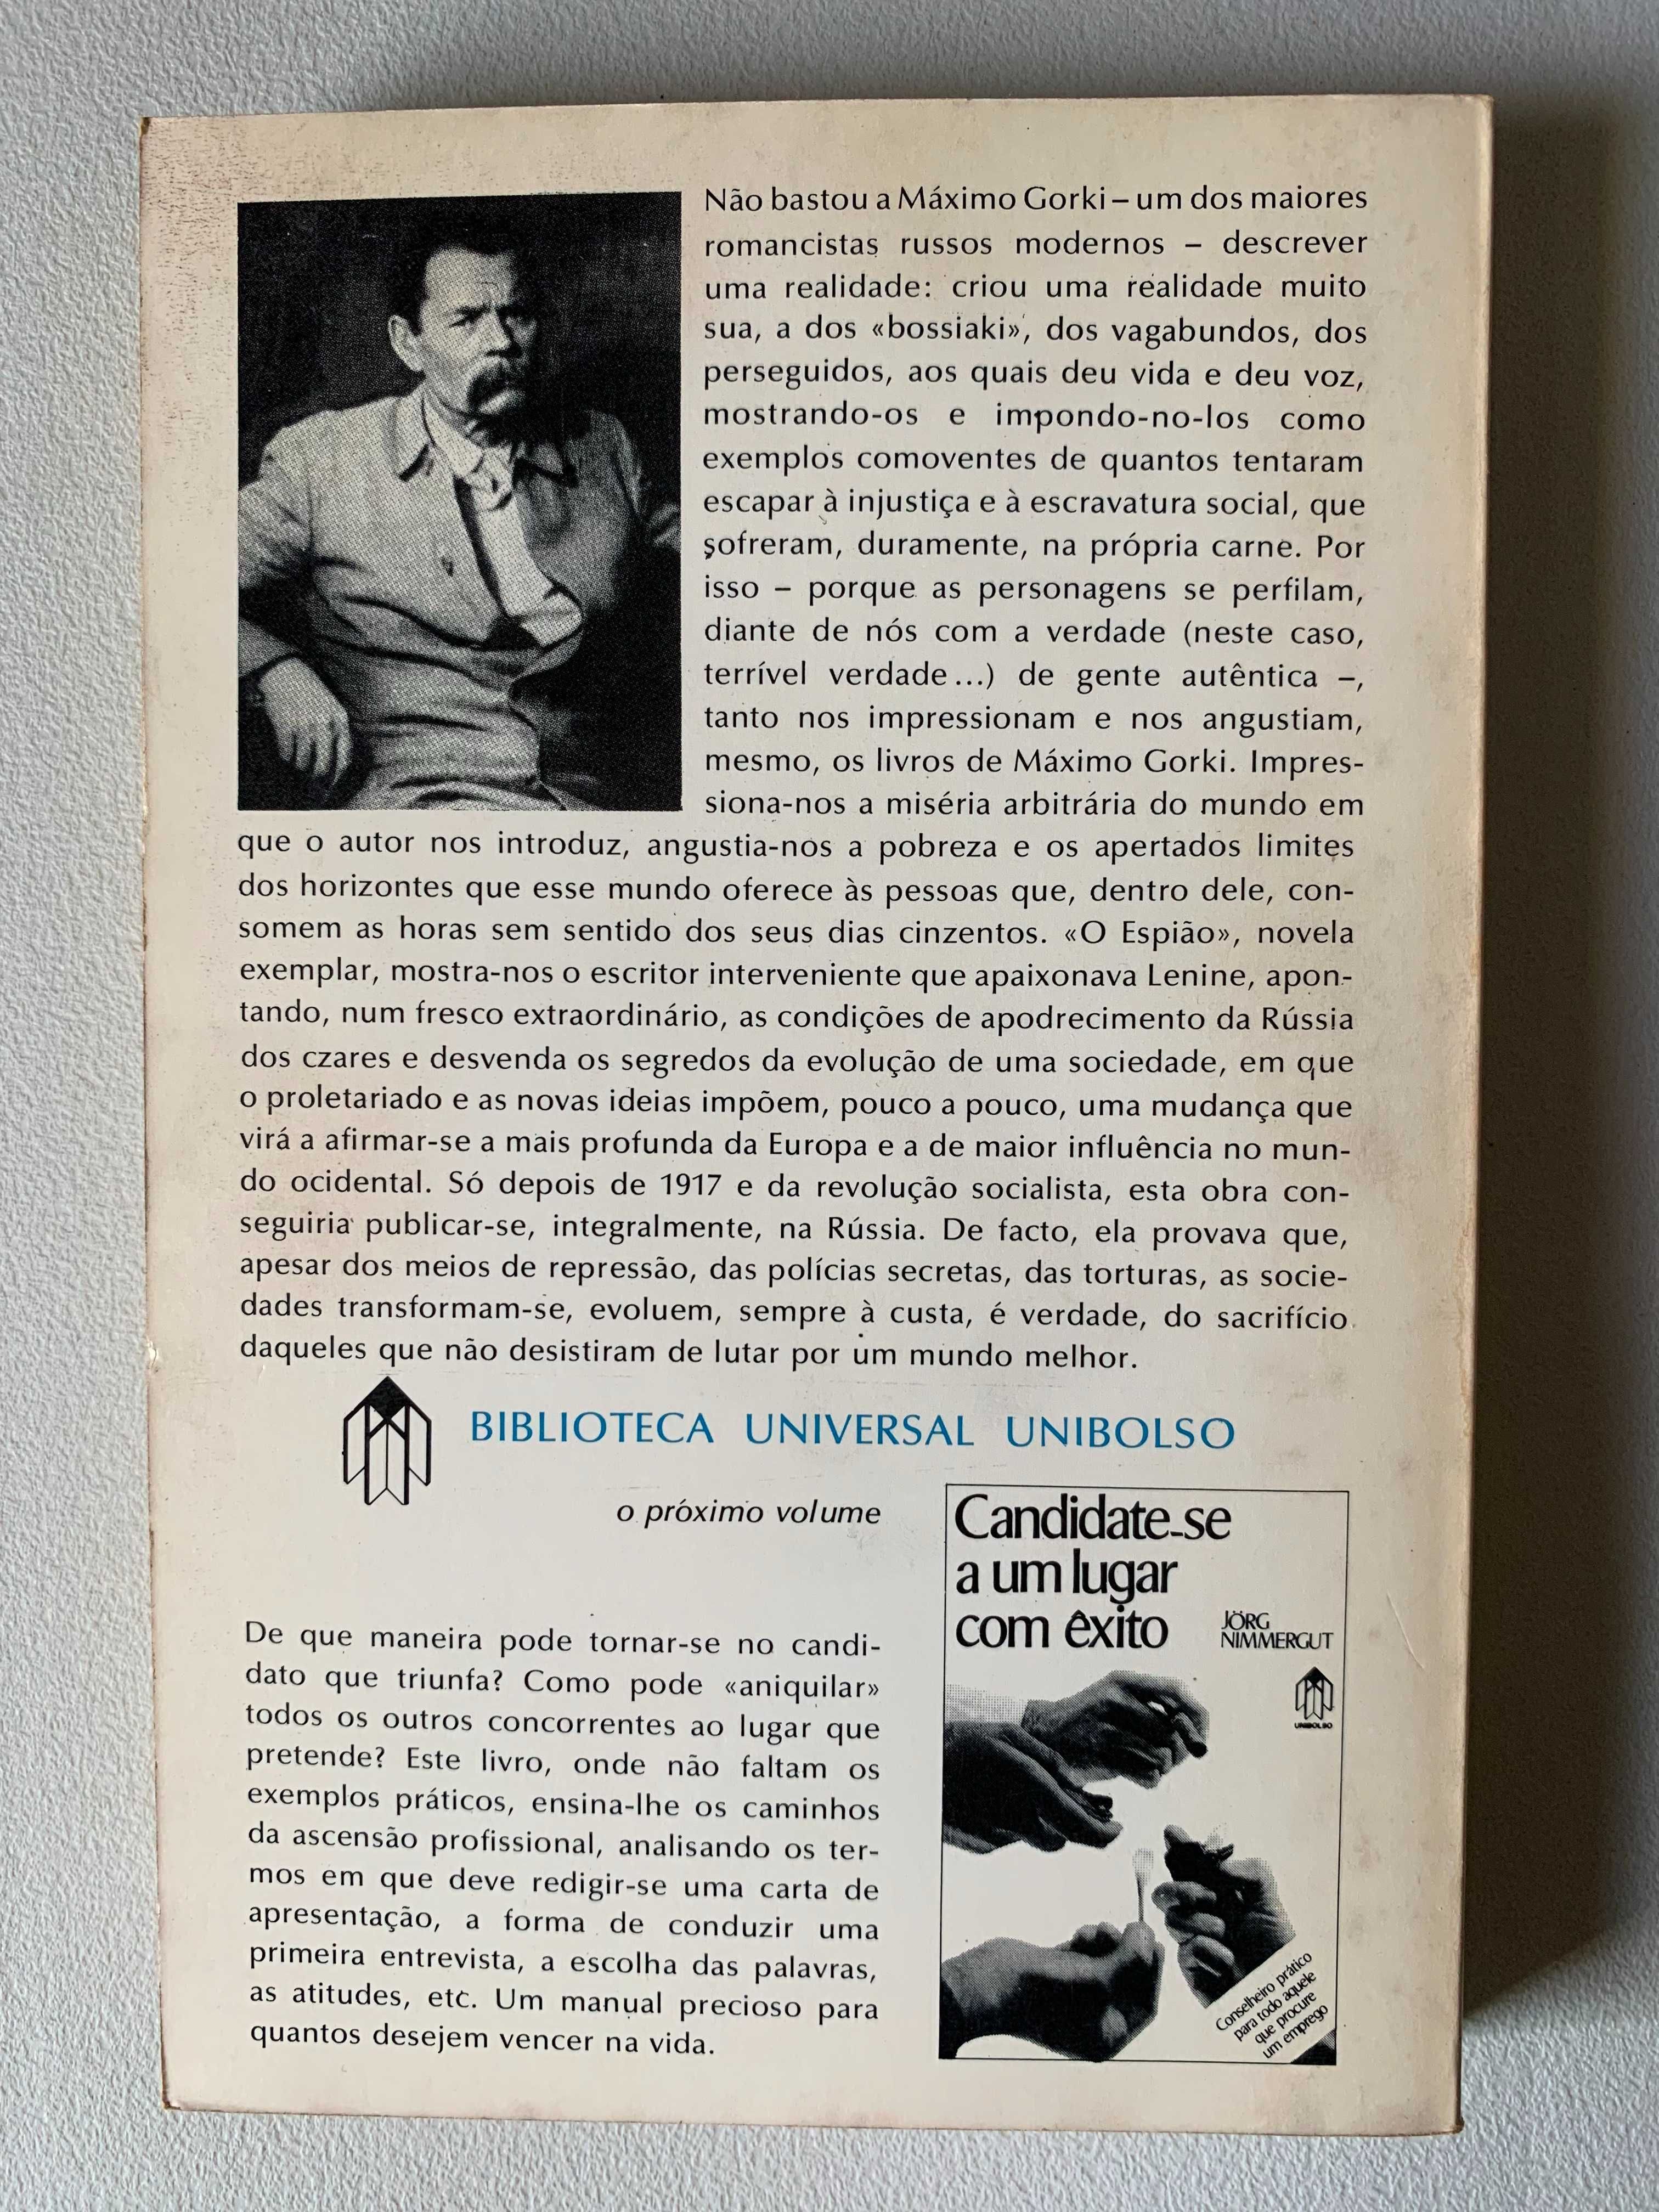 Não bastou a Máximo Gorki – um dos maiores
romancistas russos modernos – descrever
uma realidade: criou uma realidade muito
sua, a dos «bossiaki», dos vagabundos, dos
perseguidos, aos quais deu vida e deu voz,
mostrando-os e impondo-no-los como
exemplos comoventes de quantos tentaram
escapar à injustiça e à escravatura social, que
sofreram, duramente, na própria carne. Por
isso – porque as personagens se perfilam,
diante de nós com a verdade (neste caso,
terrível verdade...) de gente autêntica –,
tanto nos impressionam e nos angustiam,
mesmo, os livros de Máximo Gorki. Impres-
siona-nos a miséria arbitrária do mundo em
que o autor nos introduz, angustia-nos a pobreza e os apertados limites
dos horizontes que esse mundo oferece às pessoas que, dentro dele, con-
somem as horas sem sentido dos seus dias cinzentos. «O Espião», novela
exemplar, mostra-nos o escritor interveniente que apaixonava Lenine, apon-
tando, num fresco extraordinário, as condições de apodrecimento da Rússia
dos czares e desvenda os segredos da evolução de uma sociedade, em que
o proletariado e as novas ideias impõem, pouco a pouco, uma mudança que
virá a afirmar-se a mais profunda da Europa e a de maior influência no mun-
do ocidental. Só depois de 1917 e da revolução socialista, esta obra con-
seguiria publicar-se, integralmente, na Rússia. De facto, ela provava que,
apesar dos meios de repressão, das polícias secretas, das torturas, as socie-
dades transformam-se, evoluem, sempre à custa, é verdade, do sacrifício
daqueles que não desistiram de lutar por um mundo melhor.
BIBLIOTECA UNIVERSAL UNIBOLSO
o próximo volume
De que maneira pode tornar-se no candi-
dato que triunfa? Como pode «aniquilar»
todos os outros concorrentes ao lugar que
pretende? Este livro, onde não faltam os
exemplos práticos, ensina-lhe os caminhos
da ascensão profissional, analisando os ter-
mos em que deve redigir-se uma carta de
apresentação, a forma de conduzir uma
primeira entrevista, a escolha das palavras,
as atitudes, etc. Um manual precioso para
quantos desejem vencer na vida.
Candidate-se
a um lugar
com êxito
JÖRG
NIMMERGUT
UNIBOLSO
Conselheiro prático
para todo aquele
que procure
um emprego